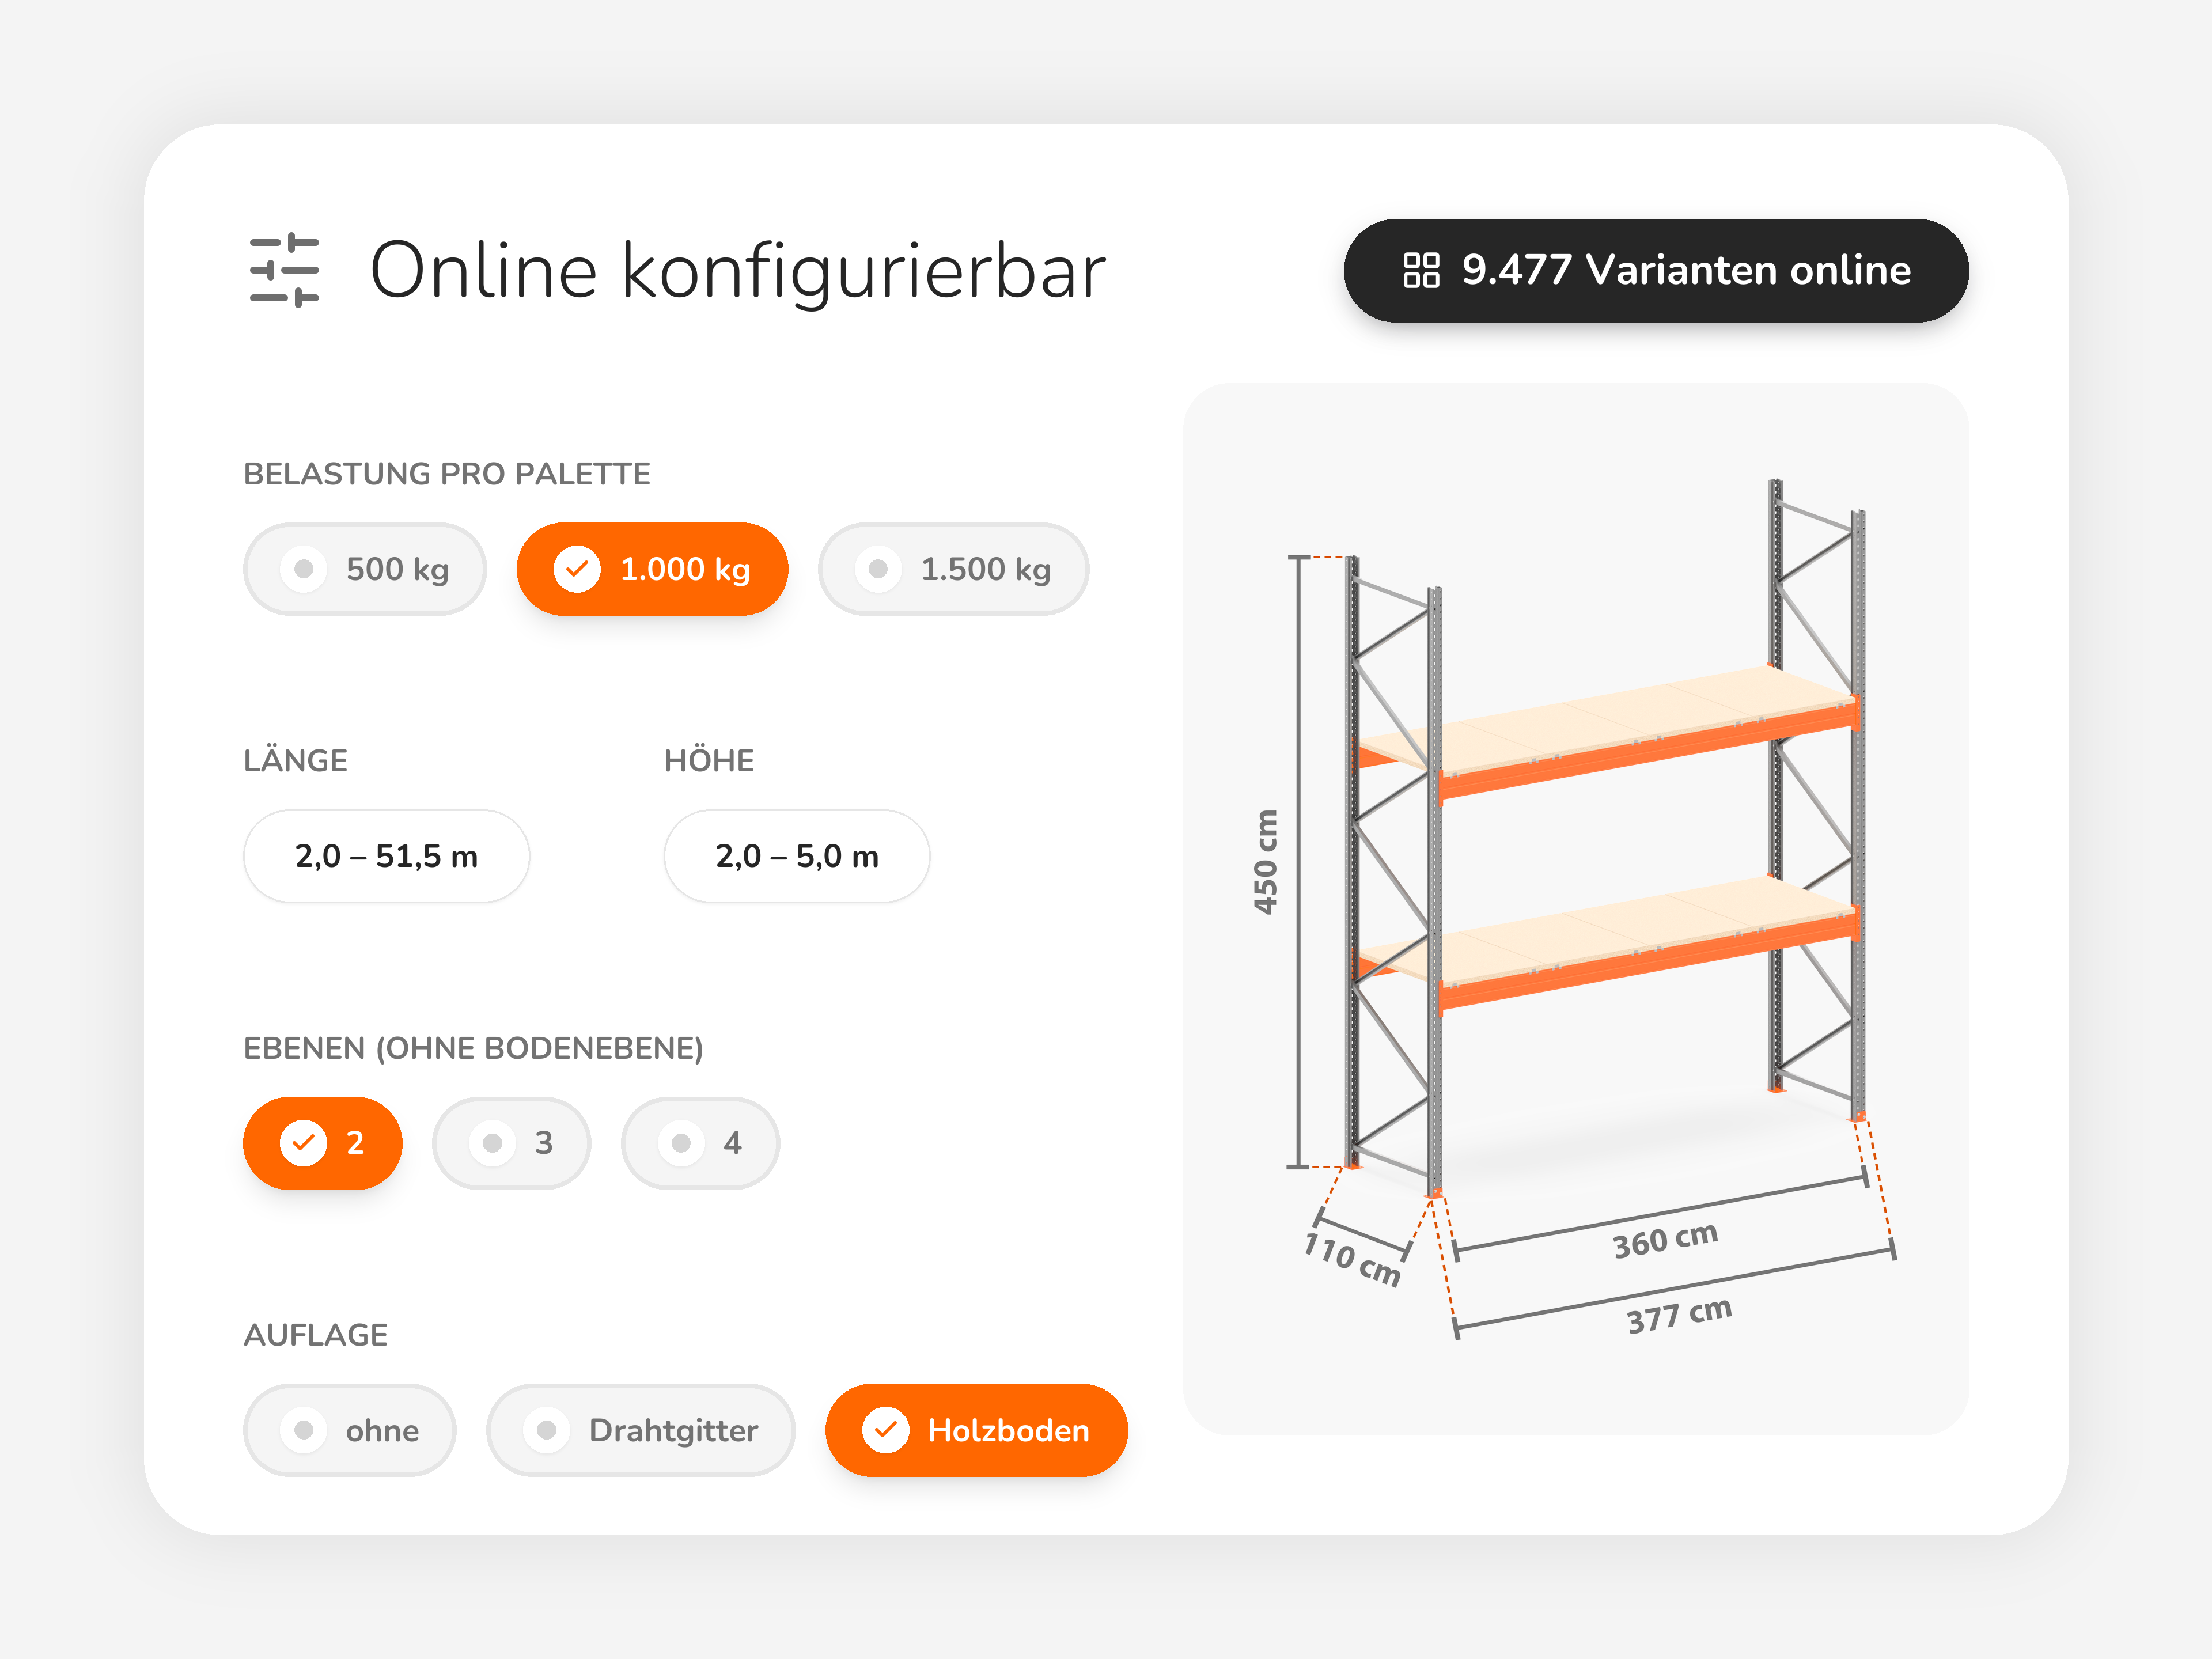 Online konfigurierbar
9.477 Varianten online
BELASTUNG PRO PALETTE
500 kg
1.000 kg
1.500 kg
LÄNGE
HÖHE
2,0 – 51,5 m
2,0 – 5,0 m
EBENEN (OHNE BODENEBENE)
2
3
4
AUFLAGE
ohne
Drahtgitter
Holzboden
450 cm
110 cm
360 cm
377 cm